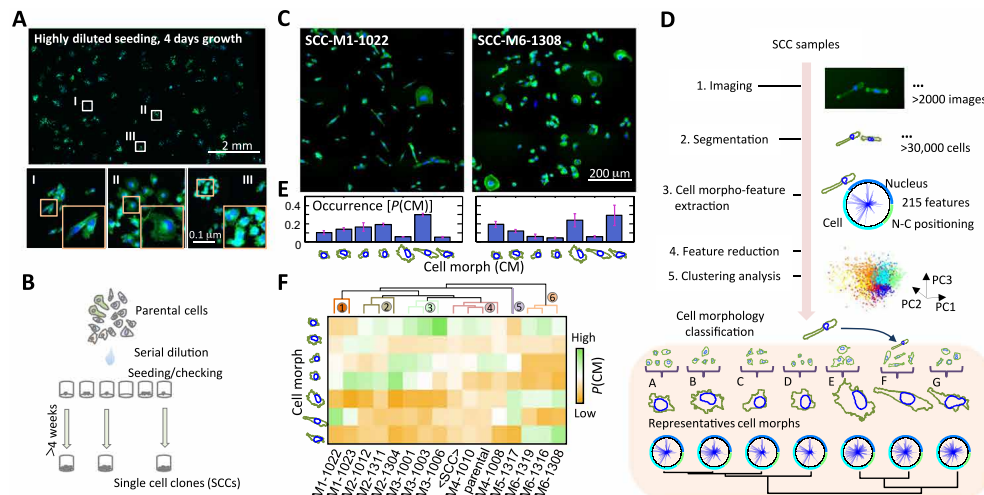 A
Highly diluted seeding, 4 days growth
I
II
III
2 mm
I
II
III
0.1 μm
B
Parental cells
Serial dilution
Seeding/checking
>4 weeks
Single cell clones (SCCs)
C
SCC-M1-1022
SCC-M6-1308
200 μm
E
Occurrence [P(CM)]
0.4
0.2
0
Cell morph (CM)
F
1
2
3
4
5
6
Cell morph
High
P(CM)
Low
M1-1022
M1-1023
M2-1012
M2-1311
M2-1304
M3-1001
M3-1003
M3-1006
<SCC>
M4-1010
parental
M4-1008
M5-1317
M6-1319
M6-1316
M6-1308
D
SCC samples
1. Imaging
...
>2000 images
2. Segmentation
...
>30,000 cells
3. Cell morpho-feature
extraction
Nucleus
215 features
Cell
N-C positioning
4. Feature reduction
5. Clustering analysis
PC3
PC2
PC1
Cell morphology
classification
A
B
C
D
E
F
G
Representatives cell morphs